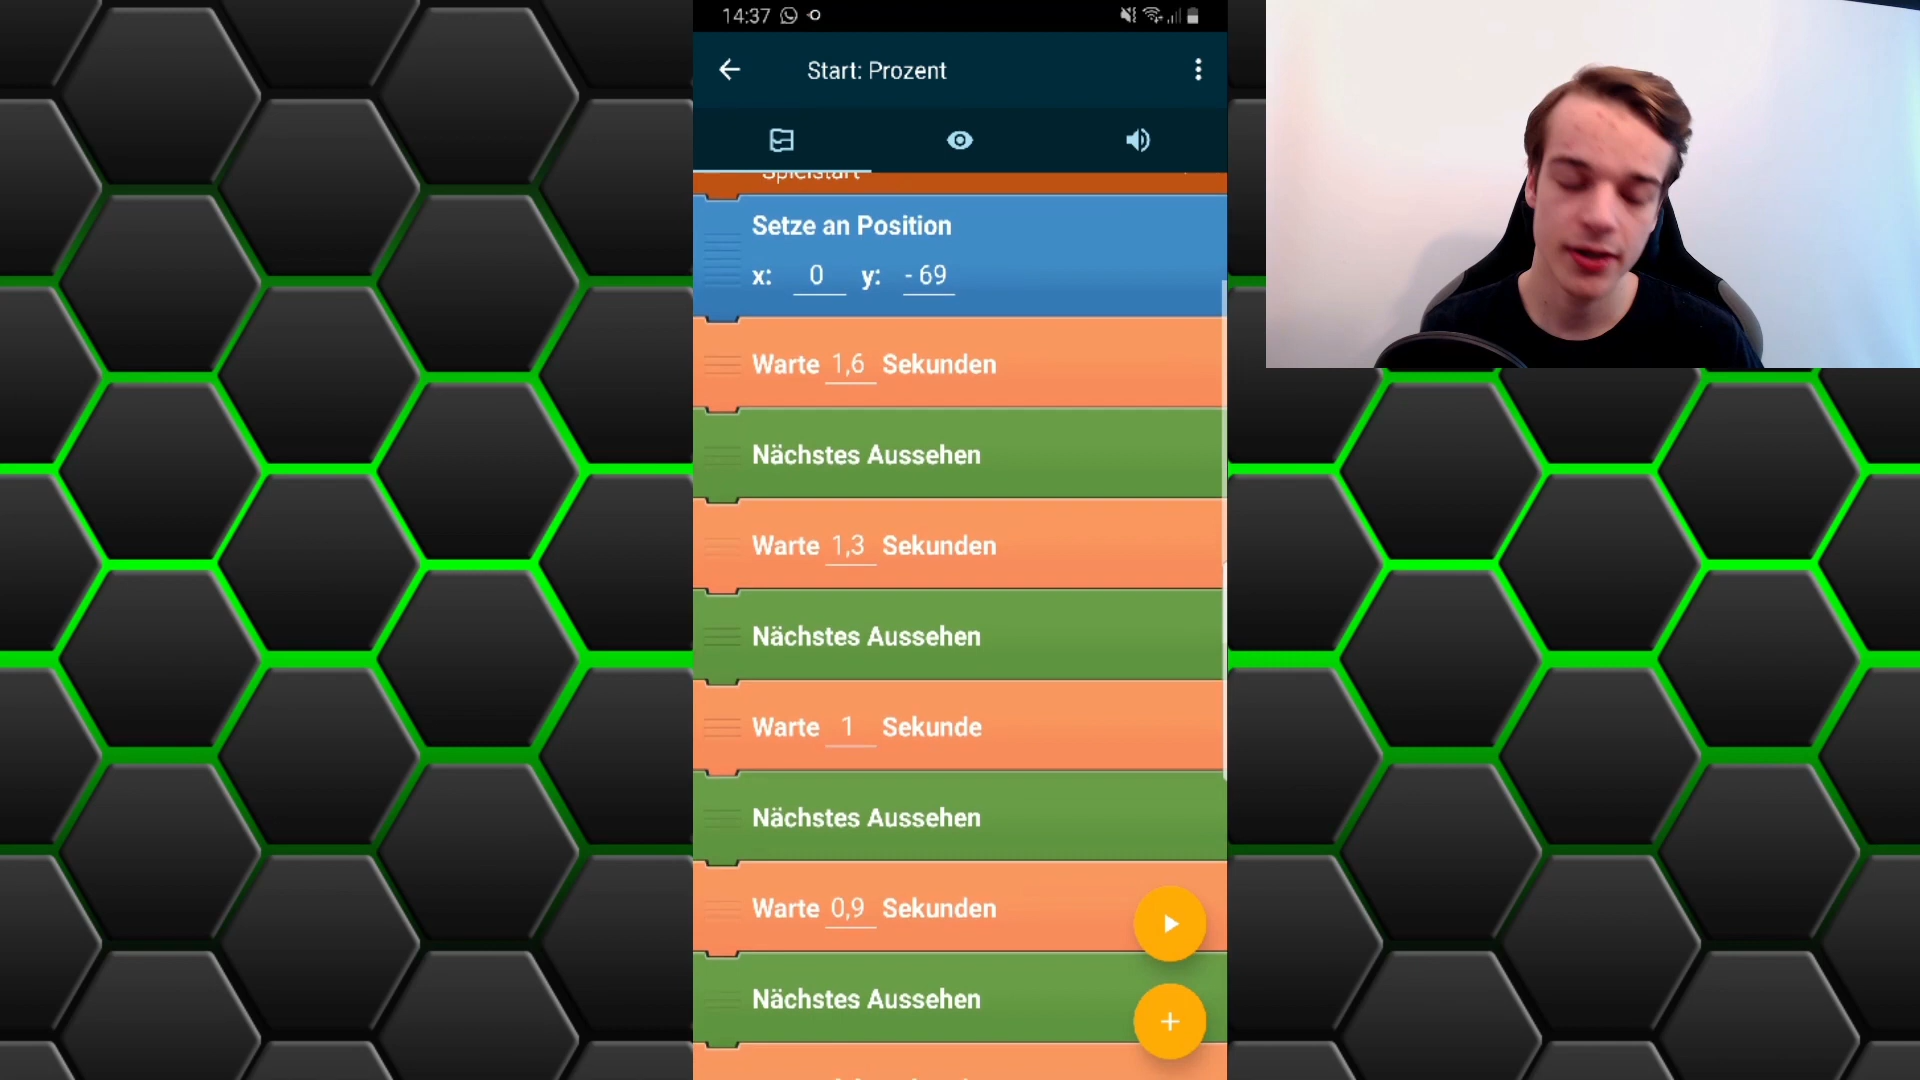 14:37
Start: Prozent
Spielstart
Setze an Position
x: 0 y: - 69
Warte 1,6 Sekunden
Nächstes Aussehen
Warte 1,3 Sekunden
Nächstes Aussehen
Warte 1 Sekunde
Nächstes Aussehen
Warte 0,9 Sekunden
Nächstes Aussehen